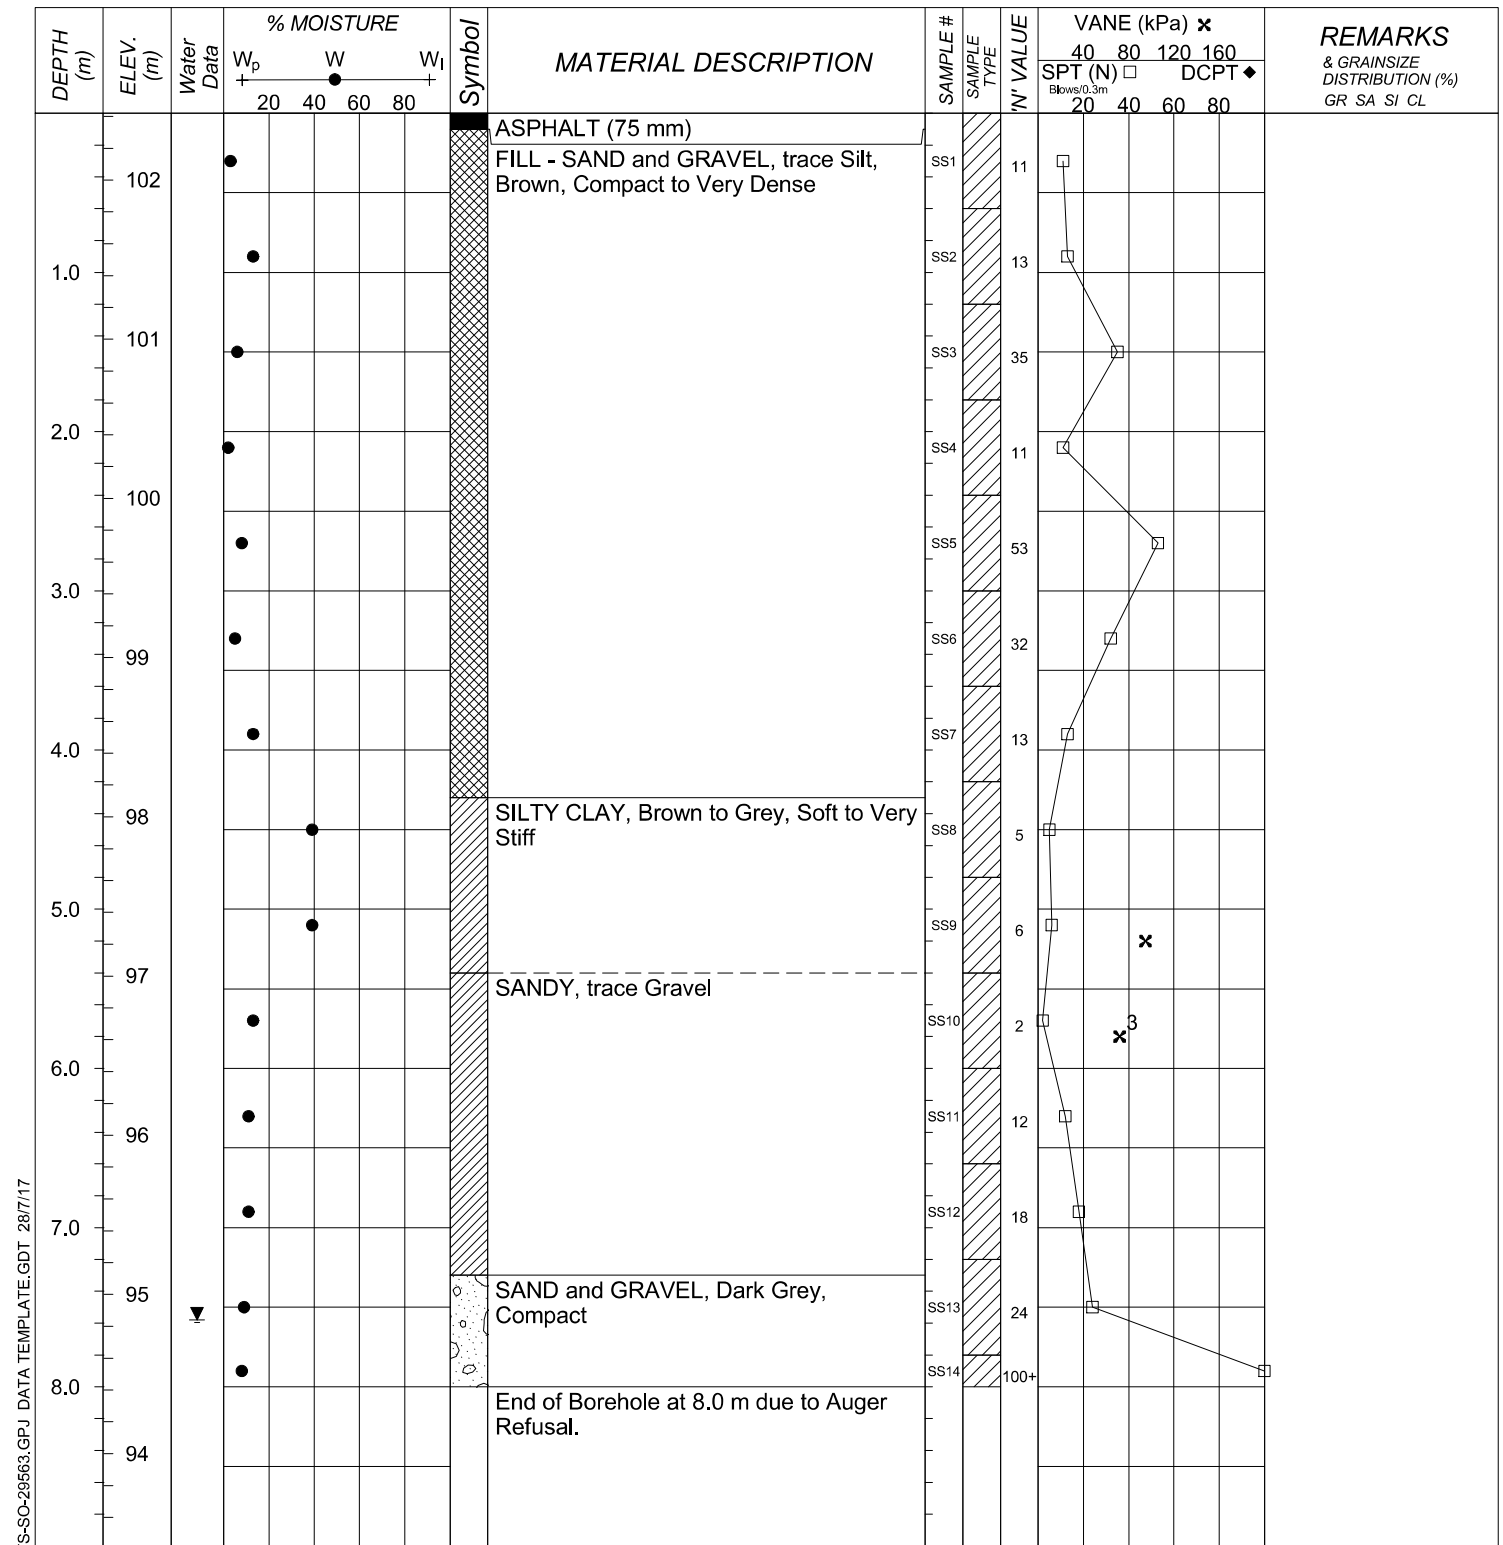 DEPTH (m)
ELEV. (m)
Water Data
% MOISTURE
Wp W Wl
20 40 60 80
Symbol
MATERIAL DESCRIPTION
SAMPLE #
SAMPLE TYPE
'N' VALUE
VANE (kPa)
40 80 120 160
SPT (N) DCPT
Blows/0.3m
20 40 60 80
REMARKS
& GRAINSIZE
DISTRIBUTION (%)
GR SA SI CL
ASPHALT (75 mm)
FILL - SAND and GRAVEL, trace Silt,
Brown, Compact to Very Dense
SS1 11
102
SS2 13
1.0
101
SS3 35
2.0
SS4 11
100
SS5 53
3.0
SS6 32
99
SS7 13
4.0
98
SILTY CLAY, Brown to Grey, Soft to Very
Stiff
SS8 5
5.0
SS9 6
97
SANDY, trace Gravel
SS10 2 3
6.0
SS11 12
96
SS12 18
7.0
95
SAND and GRAVEL, Dark Grey,
Compact
SS13 24
SS14 100+
8.0
End of Borehole at 8.0 m due to Auger
Refusal.
94
S-SO-29563.GPJ DATA TEMPLATE.GDT 28/7/17